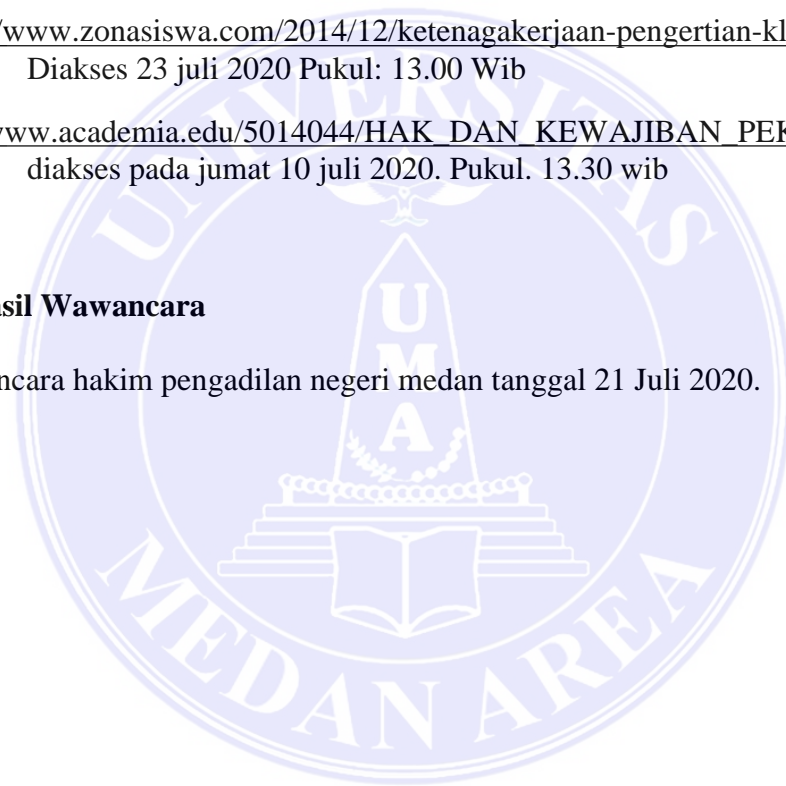 /www.zonasiswa.com/2014/12/ketenagakerjaan-pengertian-kl
Diakses 23 juli 2020 Pukul: 13.00 Wib
www.academia.edu/5014044/HAK_DAN_KEWAJIBAN_PEK
diakses pada jumat 10 juli 2020. Pukul. 13.30 wib
asil Wawancara
ncara hakim pengadilan negeri medan tanggal 21 Juli 2020.
UNIVERSITAS
UMA
MEDAN AREA